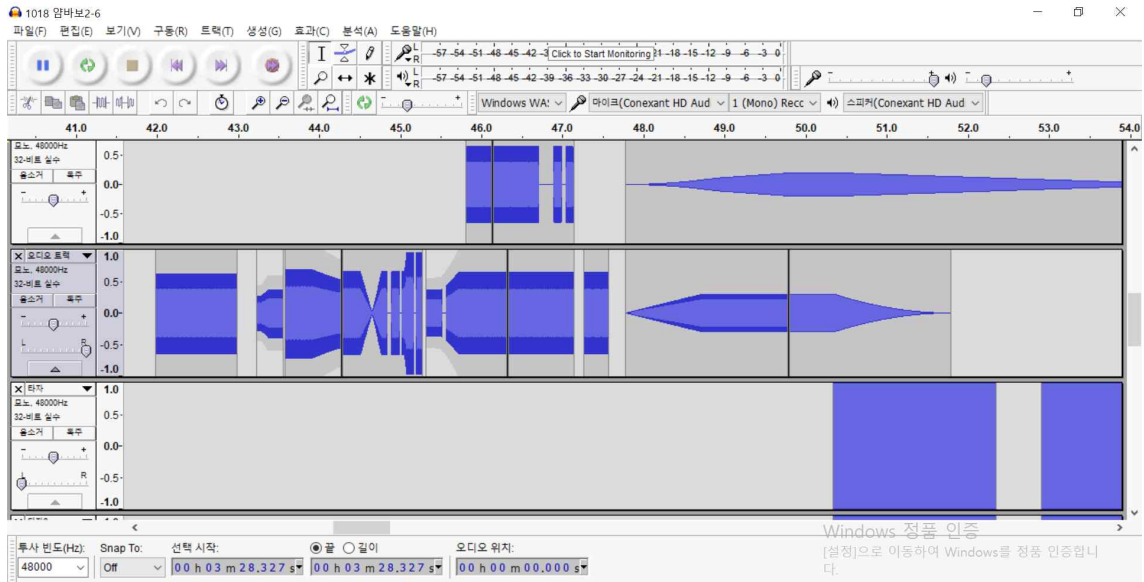 1018 얌바보2-6
파일(F) 편집(E) 보기(V) 구동(R) 트랙(T) 생성(G) 효과(C) 분석(A) 도움말(H)
L R -57 -54 -51 -48 -45 -42 -3 Click to Start Monitoring 21 -18 -15 -12 -9 -6 -3 0
L R -57 -54 -51 -48 -45 -42 -39 -36 -33 -30 -27 -24 -21 -18 -15 -12 -9 -6 -3 0
Windows WAS 마이크(Conexant HD Aud 1 (Mono) Recc 스피커(Conexant HD Aud
41.0 42.0 43.0 44.0 45.0 46.0 47.0 48.0 49.0 50.0 51.0 52.0 53.0 54.0
모노, 48000Hz
32-비트 실수
음소거 독주
- +
0.5
0.0
-0.5
-1.0
X 오디오 트랙
모노, 48000Hz
32-비트 실수
음소거 독주
- +
L R
1.0
0.5
0.0
-0.5
-1.0
X 타자
모노, 48000Hz
32-비트 실수
음소거 독주
- +
L R
1.0
0.5
0.0
-0.5
-1.0
투사 빈도(Hz): Snap To: 선택 시작: 끝 길이 오디오 위치:
48000 Off 00 h 03 m 28.327 s 00 h 03 m 28.327 s 00 h 00 m 00.000 s
Windows 정품 인증
[설정]으로 이동하여 Windows를 정품 인증합니
다.